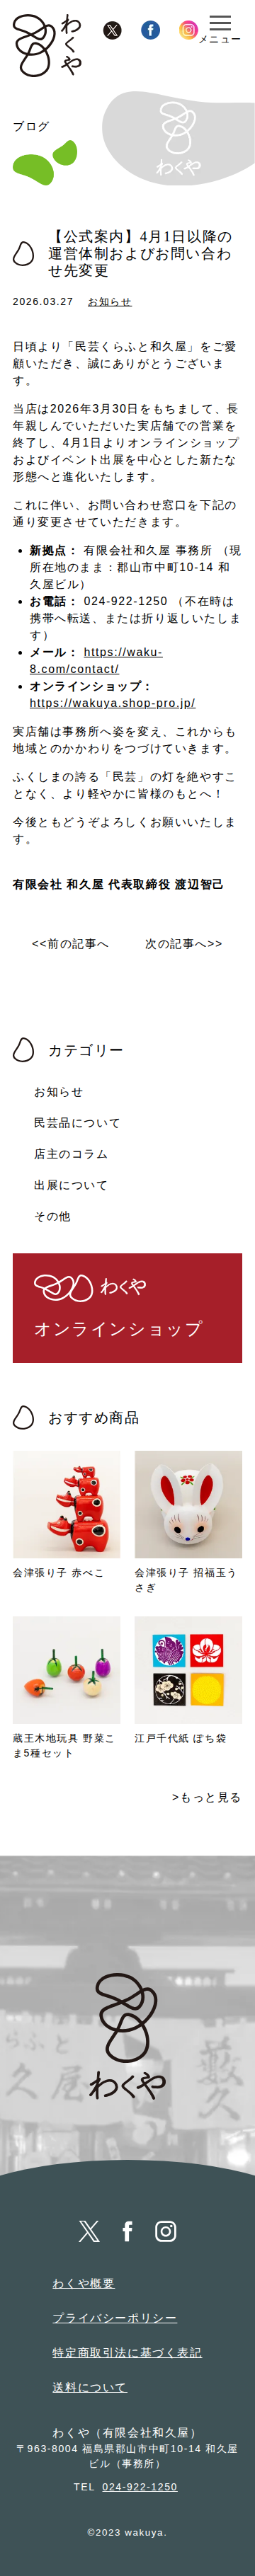 わくや
メニュー
ブログ
わくや
【公式案内】4月1日以降の
運営体制およびお問い合わ
せ先変更
2026.03.27 お知らせ
日頃より「民芸くらふと和久屋」をご愛
顧いただき、誠にありがとうございま
す。
当店は2026年3月30日をもちまして、長
年親しんでいただいた実店舗での営業を
終了し、4月1日よりオンラインショップ
およびイベント出展を中心とした新たな
形態へと進化いたします。
これに伴い、お問い合わせ窓口を下記の
通り変更させていただきます。
新拠点： 有限会社和久屋 事務所 （現
所在地のまま：郡山市中町10-14 和
久屋ビル）
お電話： 024-922-1250 （不在時は
携帯へ転送、または折り返しいたしま
す）
メール： https://waku-
8.com/contact/
オンラインショップ：
https://wakuya.shop-pro.jp/
実店舗は事務所へ姿を変え、これからも
地域とのかかわりをつづけていきます。
ふくしまの誇る「民芸」の灯を絶やすこ
となく、より軽やかに皆様のもとへ！
今後ともどうぞよろしくお願いいたしま
す。
有限会社 和久屋 代表取締役 渡辺智己
<<前の記事へ 次の記事へ>>
カテゴリー
お知らせ
民芸品について
店主のコラム
出展について
その他
わくや
オンラインショップ
おすすめ商品
会津張り子 赤べこ
会津張り子 招福玉う
さぎ
蔵王木地玩具 野菜こ
ま5種セット
江戸千代紙 ぽち袋
>もっと見る
わくや
わくや概要
プライバシーポリシー
特定商取引法に基づく表記
送料について
わくや（有限会社和久屋）
〒963-8004 福島県郡山市中町10-14 和久屋
ビル（事務所）
TEL 024-922-1250
©2023 wakuya.